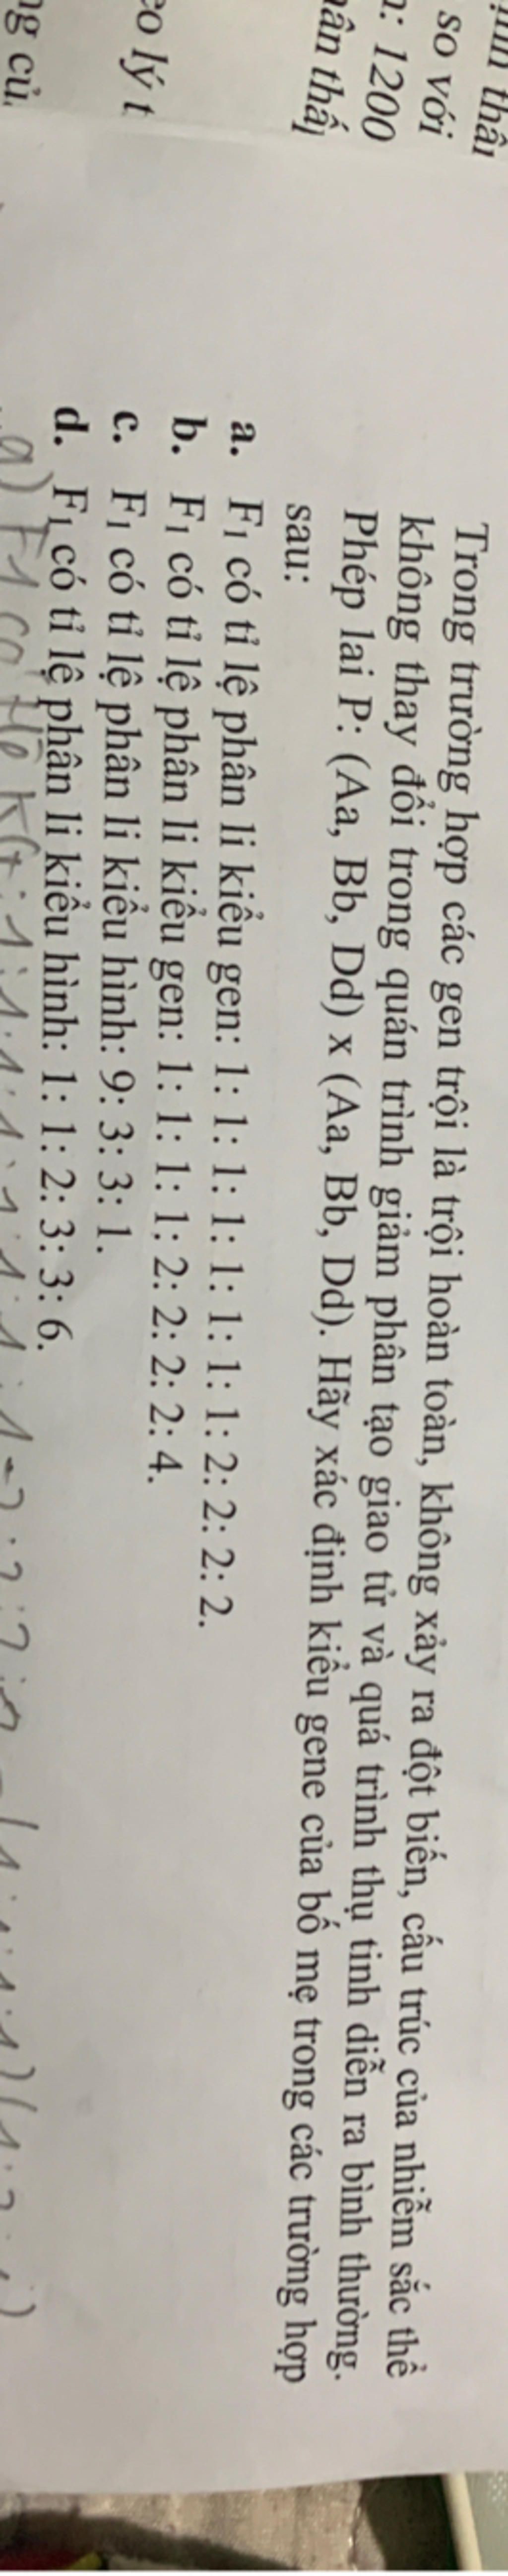 so với
1200
Trong trường hợp các gen trội là trội hoàn toàn, không xảy ra đột biến, cấu trúc của nhiễm sắc thể
không thay đổi trong quán trình giảm phân tạo giao tử và quá trình thụ tinh diễn ra bình thường.
Phép lai P: (Aa, Bb, Dd) x (Aa, Bb, Dd). Hãy xác định kiểu gene của bố mẹ trong các trường hợp
sau:
a. F₁ có tỉ lệ phân li kiểu gen: 1: 1: 1: 1: 1: 1: 1: 1: 2: 2: 2: 2.
b. F₁ có tỉ lệ phân li kiểu gen: 1: 1: 1: 1: 2: 2: 2: 2: 4.
c. F₁ có tỉ lệ phân li kiểu hình: 9: 3: 3: 1.
d. F₁ có tỉ lệ phân li kiểu hình: 1: 1: 2: 3: 3: 6.
a) F1 có